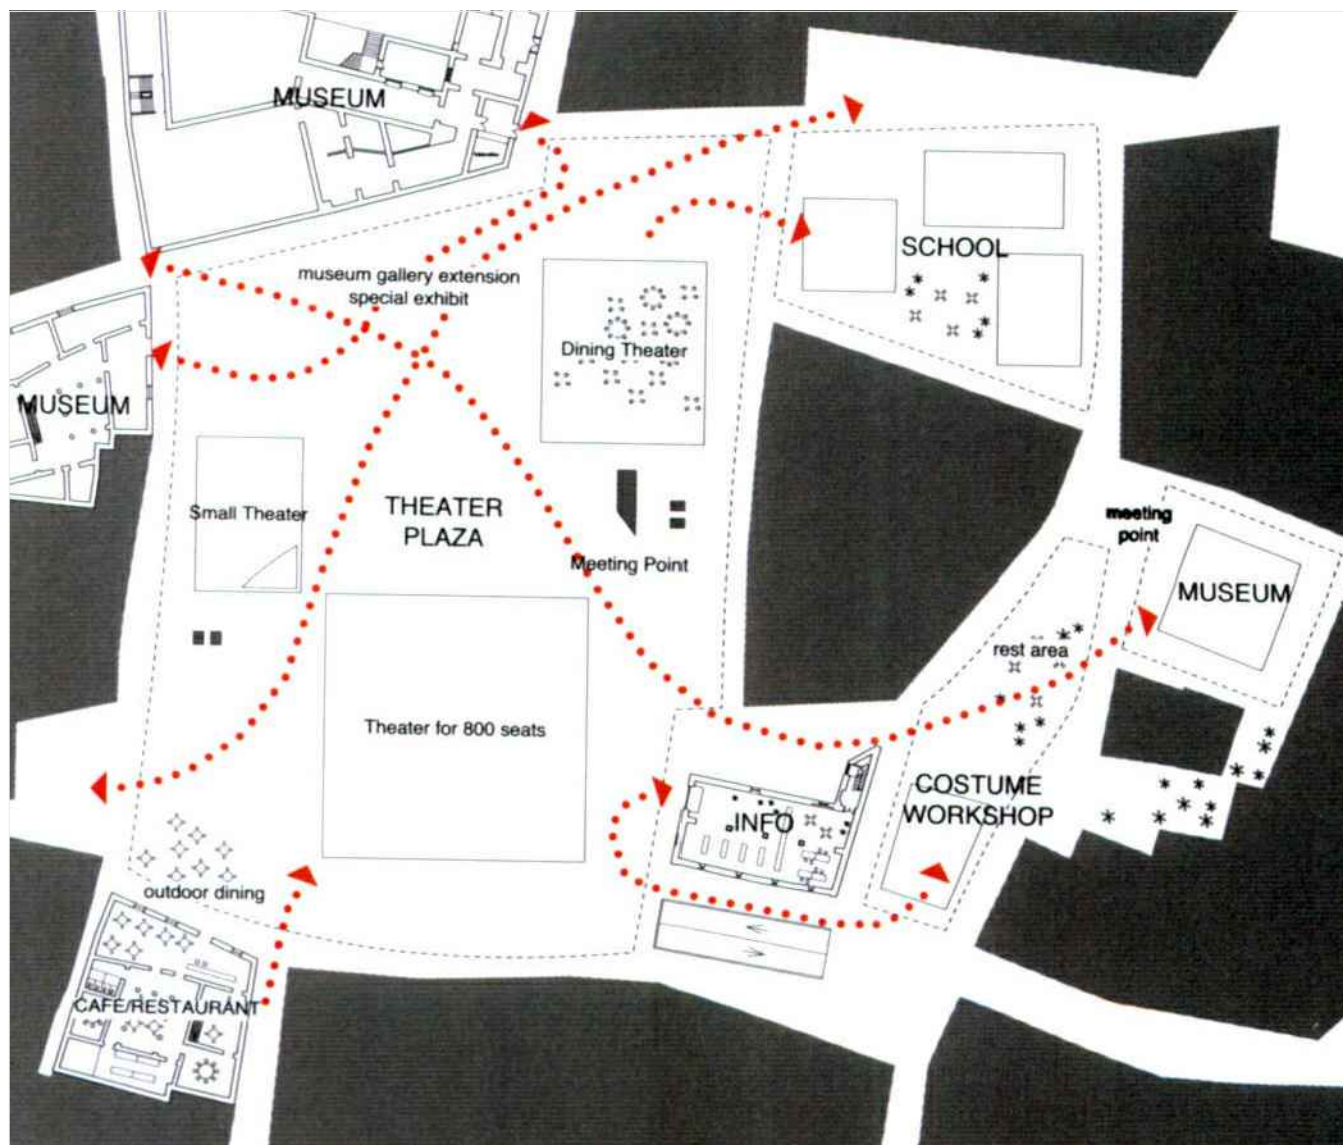 MUSEUM
museum gallery extension
special exhibit
SCHOOL
Dining Theater
MUSEUM
Small Theater
THEATER
PLAZA
Meeting Point
meeting
point
MUSEUM
rest area
Theater for 800 seats
COSTUME
WORKSHOP
INFO
outdoor dining
CAFE/RESTAURANT